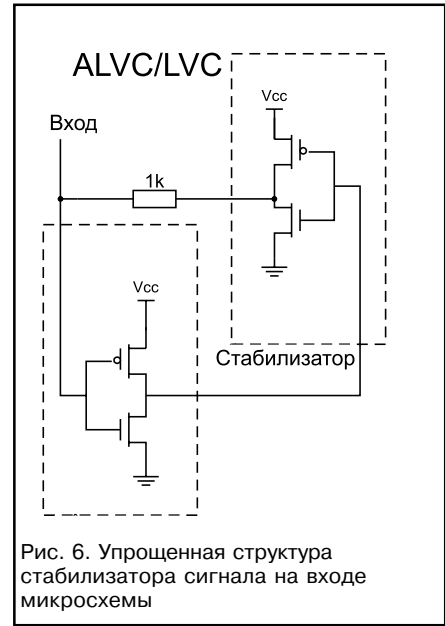 ALVC/LVC
Vcc
Вход
1k
Vcc
Стабилизатор
Рис. 6. Упрощенная структура
стабилизатора сигнала на входе
микросхемы